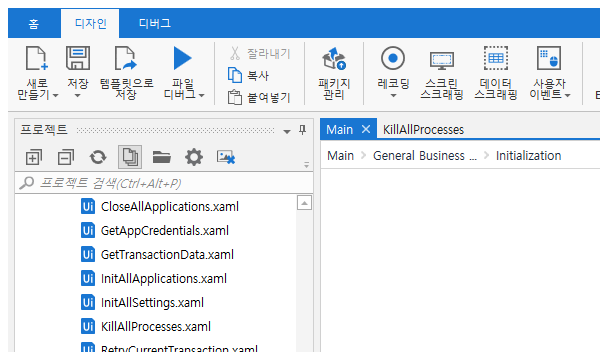 홈 디자인 디버그
새로 만들기
저장
템플릿으로 저장
파일 디버그
잘라내기
복사
붙여넣기
패키지 관리
레코딩
스크린 스크래핑
데이터 스크래핑
사용자 이벤트
프로젝트
프로젝트 검색(Ctrl+Alt+P)
CloseAllApplications.xaml
GetAppCredentials.xaml
GetTransactionData.xaml
InitAllApplications.xaml
InitAllSettings.xaml
KillAllProcesses.xaml
RetryCurrentTransaction.xaml
Main KillAllProcesses
Main General Business ... Initialization